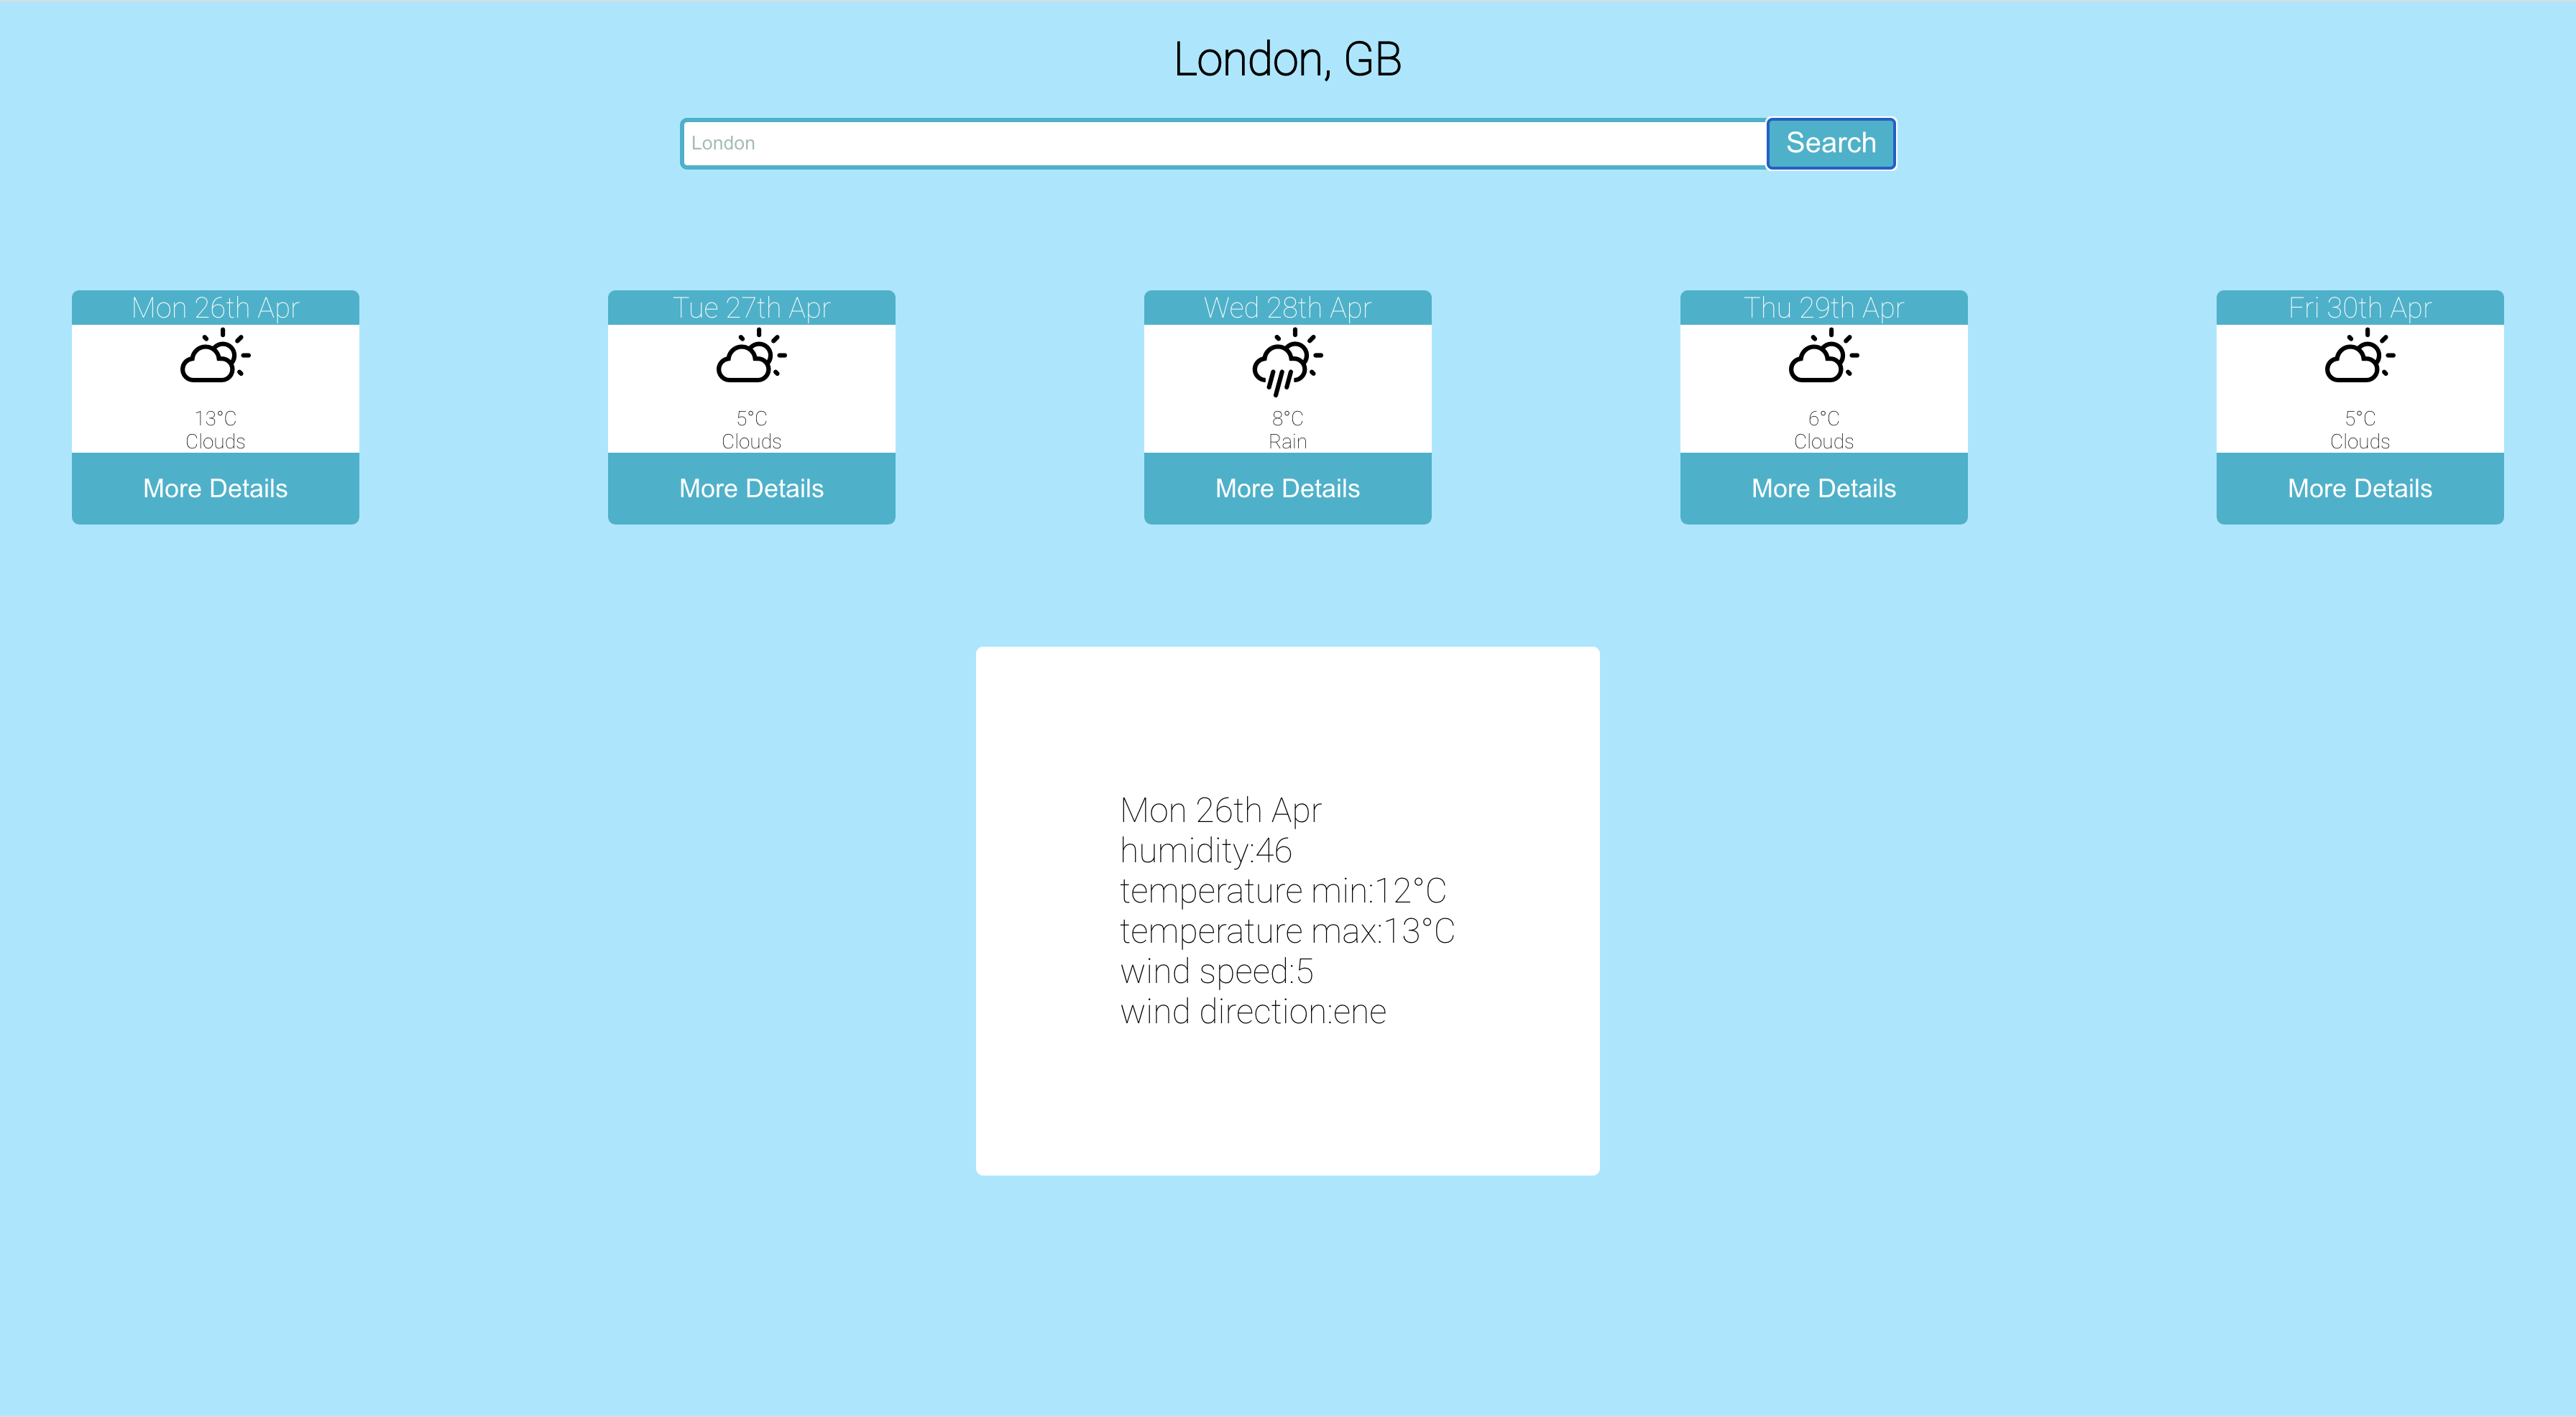 London, GB
London
Search
Mon 26th Apr
13°C
Clouds
More Details
Tue 27th Apr
5°C
Clouds
More Details
Wed 28th Apr
8°C
Rain
More Details
Thu 29th Apr
6°C
Clouds
More Details
Fri 30th Apr
5°C
Clouds
More Details
Mon 26th Apr
humidity:46
temperature min:12°C
temperature max:13°C
wind speed:5
wind direction:ene